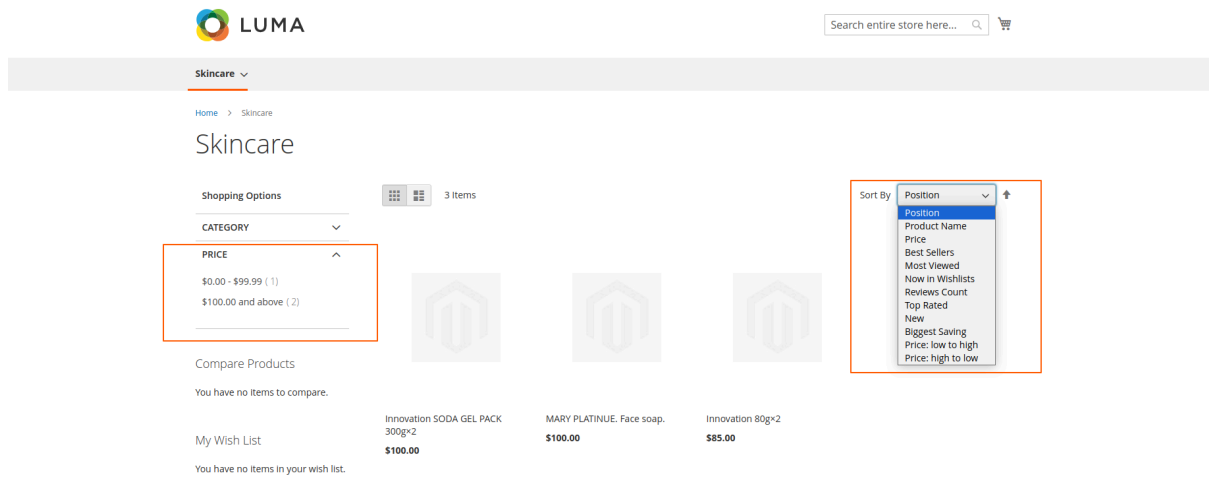 LUMA
Search entire store here...
Skincare
Home > Skincare
Skincare
Shopping Options
3 Items
Sort By Position
CATEGORY
PRICE
$0.00 - $99.99 ( 1)
$100.00 and above ( 2)
Position
Product Name
Price
Best Sellers
Most Viewed
Now in Wishlists
Reviews Count
Top Rated
New
Biggest Saving
Price: low to high
Price: high to low
Compare Products
You have no items to compare.
My Wish List
You have no items in your wish list.
Innovation SODA GEL PACK
300g×2
$100.00
MARY PLATINUE. Face soap.
$100.00
Innovation 80g×2
$85.00